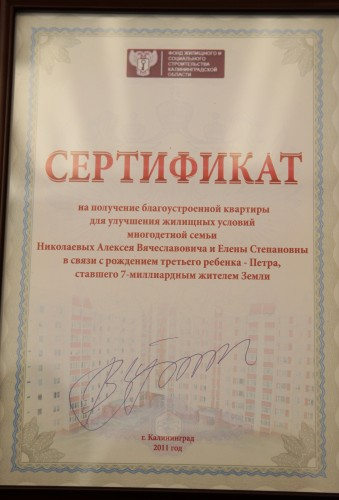 ФОНД ЖИЛИЩНОГО И
СОЦИАЛЬНОГО
СТРОИТЕЛЬСТВА
КАЛИНИНГРАДСКОЙ
ОБЛАСТИ
СЕРТИФИКАТ
на получение благоустроенной квартиры
для улучшения жилищных условий
многодетной семьи
Николаевых Алексея Вячеславовича и Елены Степановны
в связи с рождением третьего ребенка - Петра,
ставшего 7-миллиардным жителем Земли
г. Калининград
2011 год